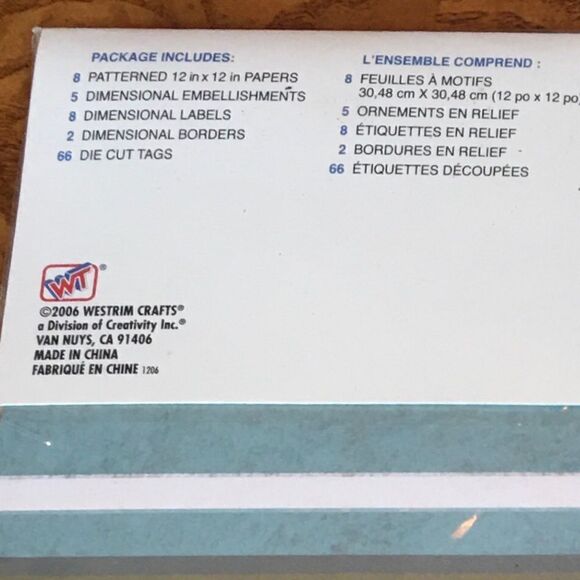 PACKAGE INCLUDES:
8 PATTERNED 12 in x 12 in PAPERS
5 DIMENSIONAL EMBELLISHMENTS
8 DIMENSIONAL LABELS
2 DIMENSIONAL BORDERS
66 DIE CUT TAGS
L'ENSEMBLE COMPREND :
8 FEUILLES À MOTIFS
30,48 cm X 30,48 cm (12 po x 12 po)
5 ORNEMENTS EN RELIEF
8 ÉTIQUETTES EN RELIEF
2 BORDURES EN RELIEF
66 ÉTIQUETTES DÉCOUPÉES
WT®
©2006 WESTRIM CRAFTS®
a Division of Creativity Inc.®
VAN NUYS, CA 91406
MADE IN CHINA
FABRIQUÉ EN CHINE 1206